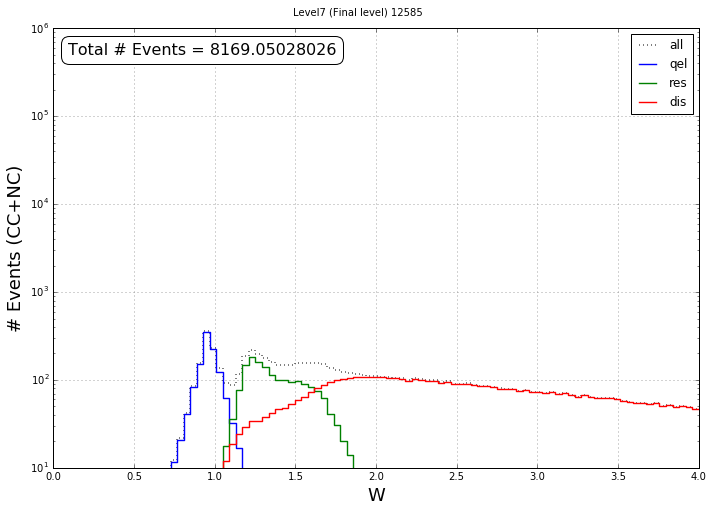 Level7 (Final level) 12585
Total # Events = 8169.05028026
all
qel
res
dis
# Events (CC+NC)
10^6
10^5
10^4
10^3
10^2
10^1
0.0 0.5 1.0 1.5 2.0 2.5 3.0 3.5 4.0
W